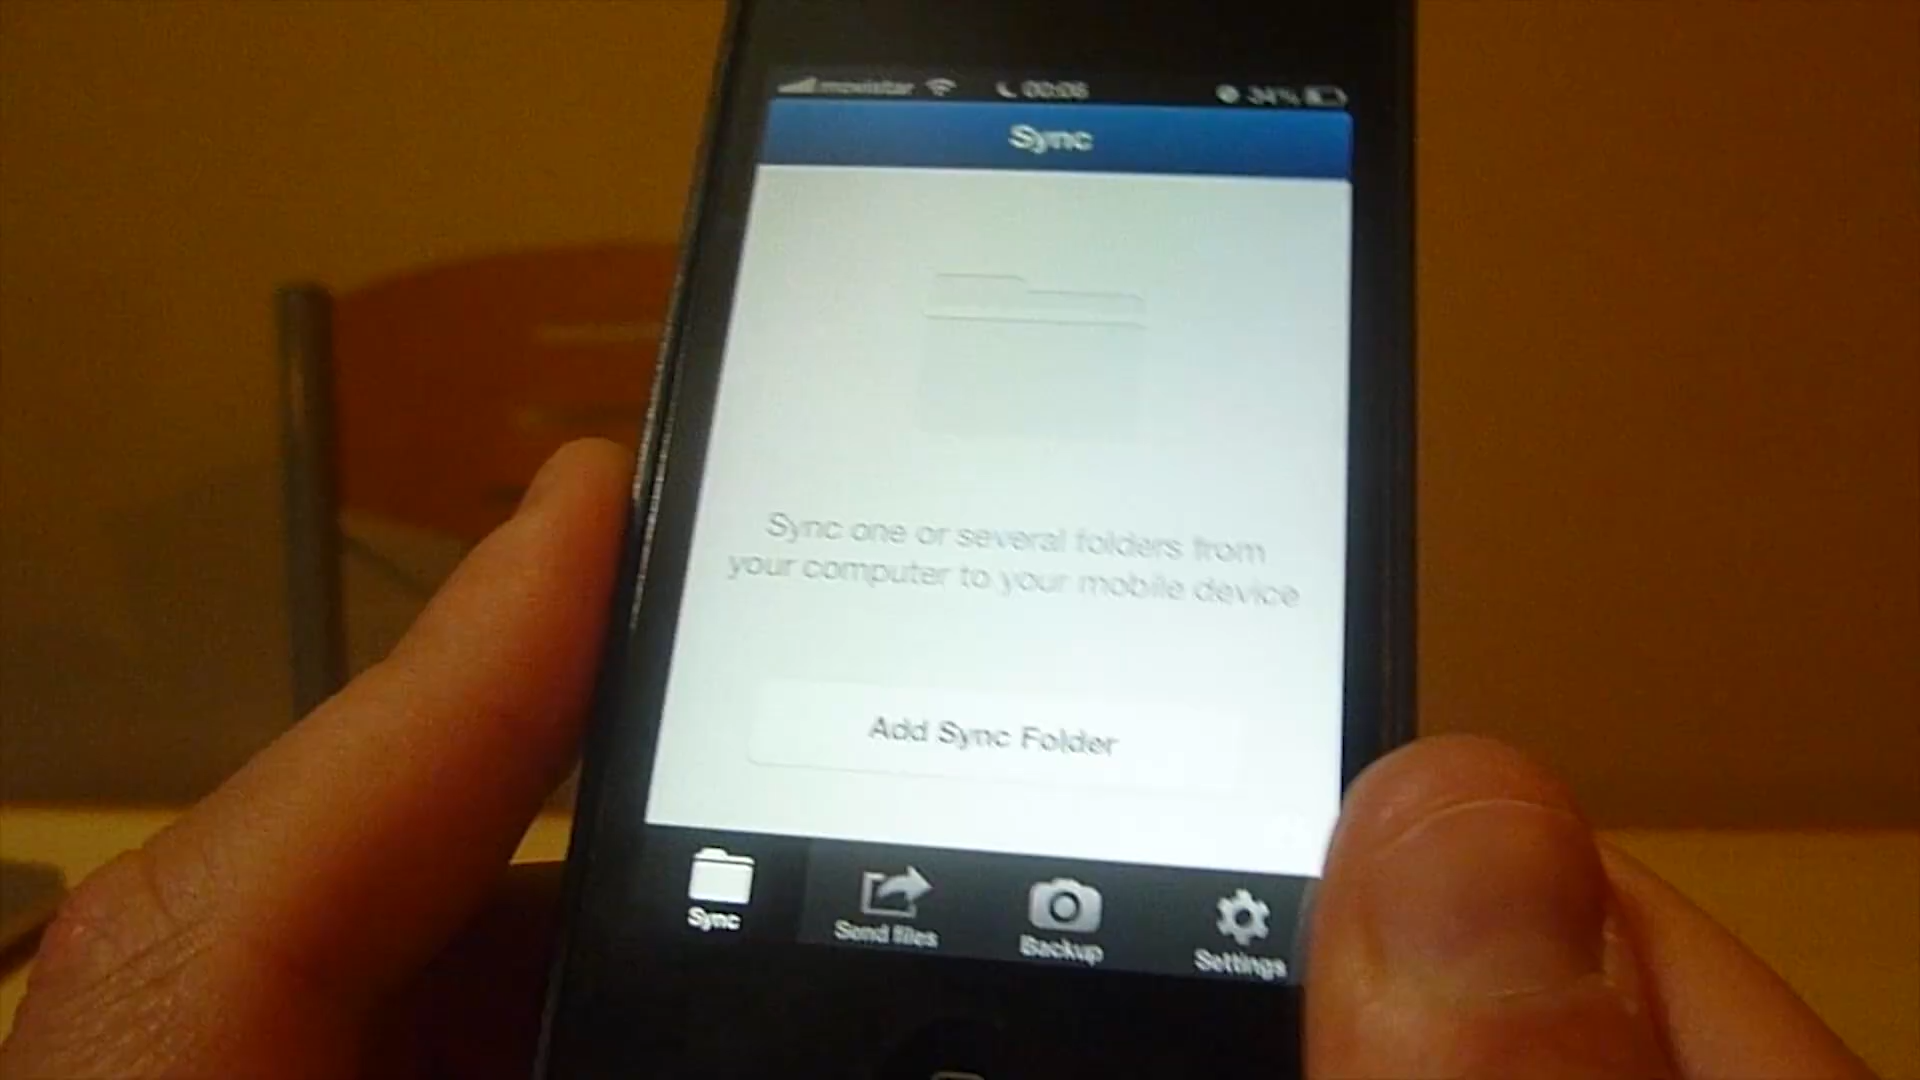 movistar 00:06 34%
Sync
Sync one or several folders from
your computer to your mobile device
Add Sync Folder
Sync Send files Backup Settings